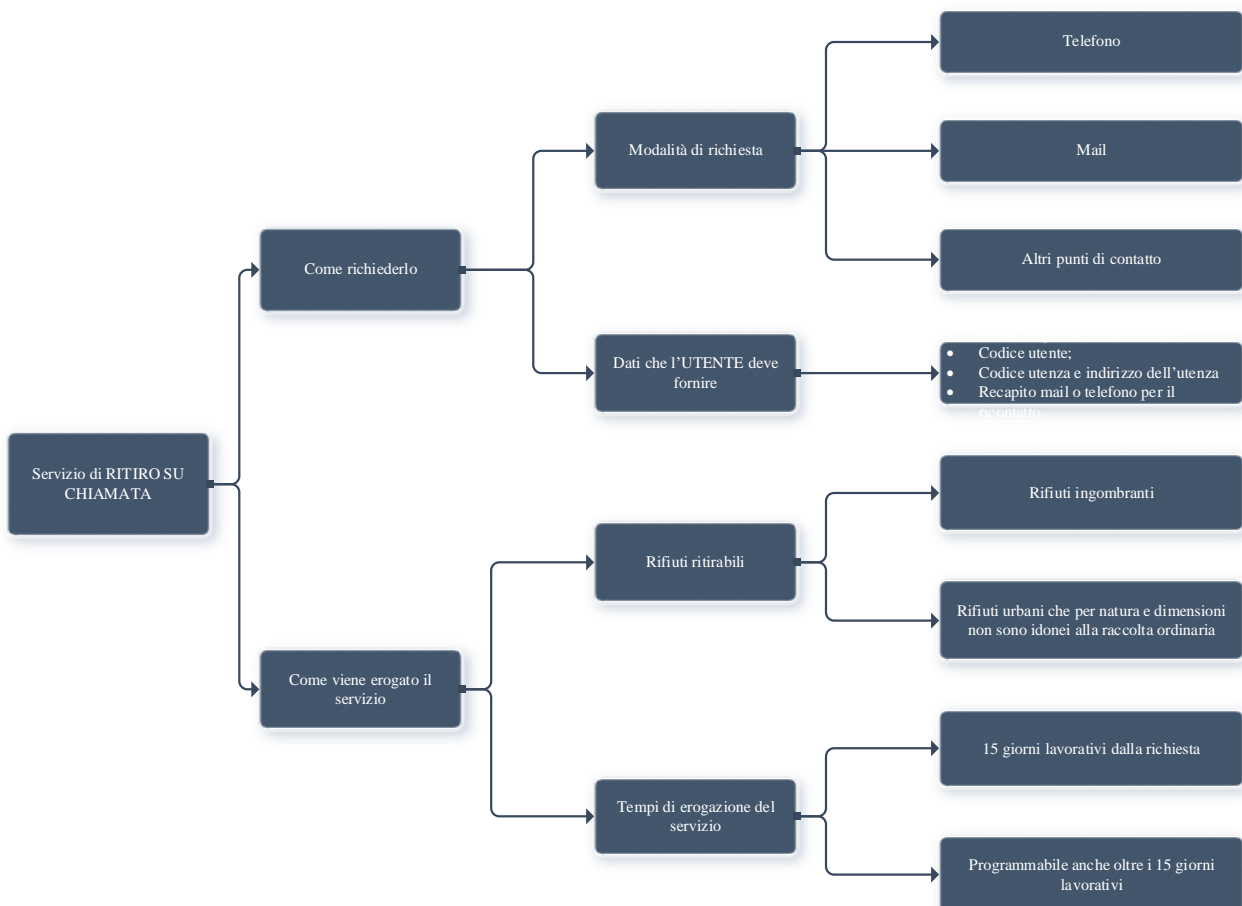 Servizio di RITIRO SU
CHIAMATA
Come richiederlo
Modalità di richiesta
Telefono
Mail
Altri punti di contatto
Dati che l'UTENTE deve
fornire
• Codice utente;
• Codice utenza e indirizzo dell'utenza
• Recapito mail o telefono per il
ricontatto
Come viene erogato il
servizio
Rifiuti ritirabili
Rifiuti ingombranti
Rifiuti urbani che per natura e dimensioni
non sono idonei alla raccolta ordinaria
Tempi di erogazione del
servizio
15 giorni lavorativi dalla richiesta
Programmabile anche oltre i 15 giorni
lavorativi